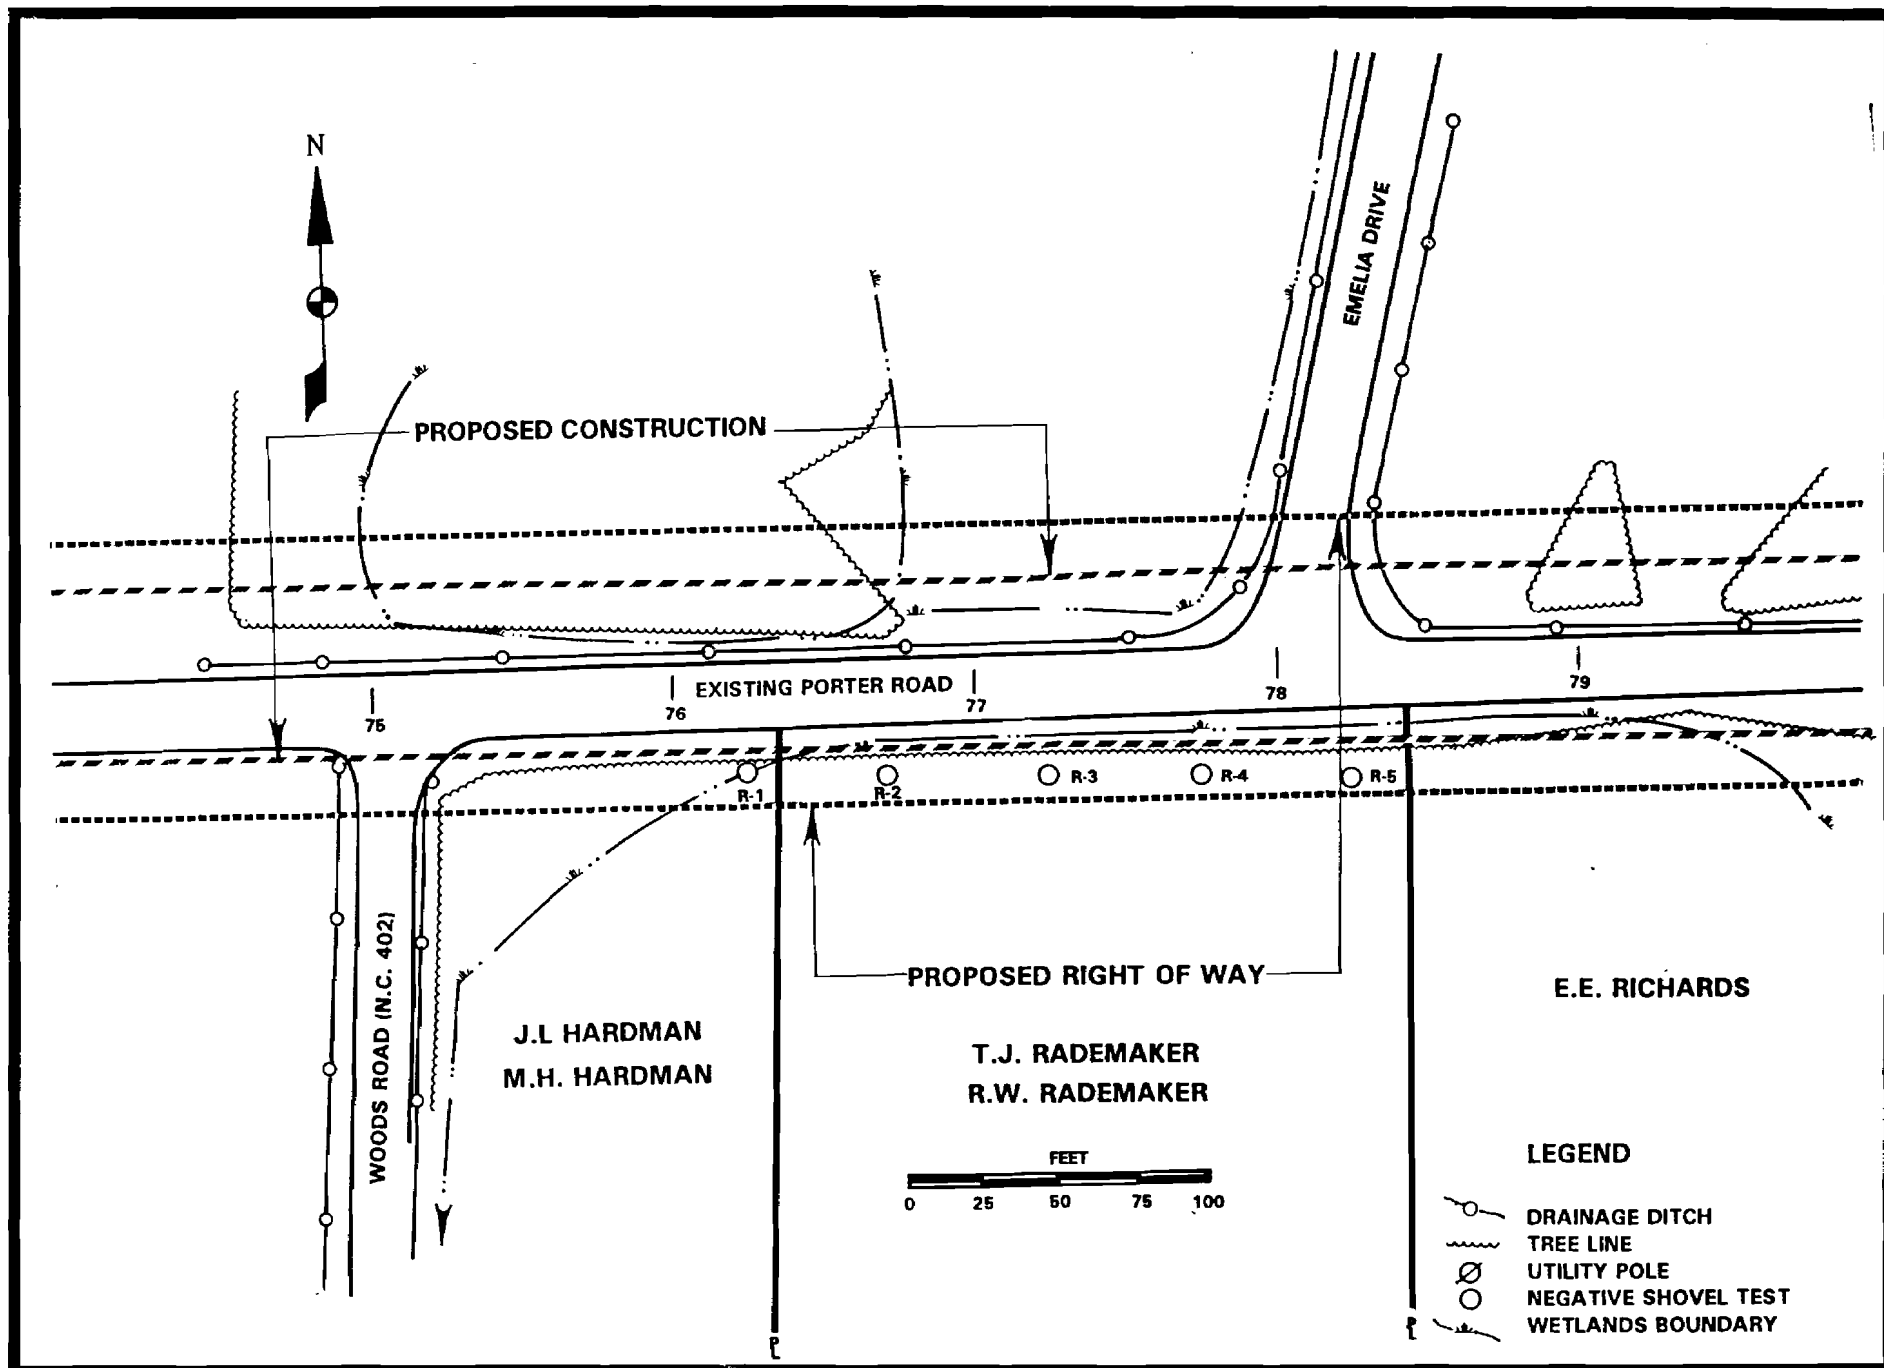 N
EMELIA DRIVE
PROPOSED CONSTRUCTION
EXISTING PORTER ROAD
75
76
77
78
79
R-1
R-2
R-3
R-4
R-5
WOODS ROAD (N.C. 402)
PROPOSED RIGHT OF WAY
E.E. RICHARDS
J.L HARDMAN
M.H. HARDMAN
T.J. RADEMAKER
R.W. RADEMAKER
FEET
0 25 50 75 100
LEGEND
DRAINAGE DITCH
TREE LINE
UTILITY POLE
NEGATIVE SHOVEL TEST
WETLANDS BOUNDARY